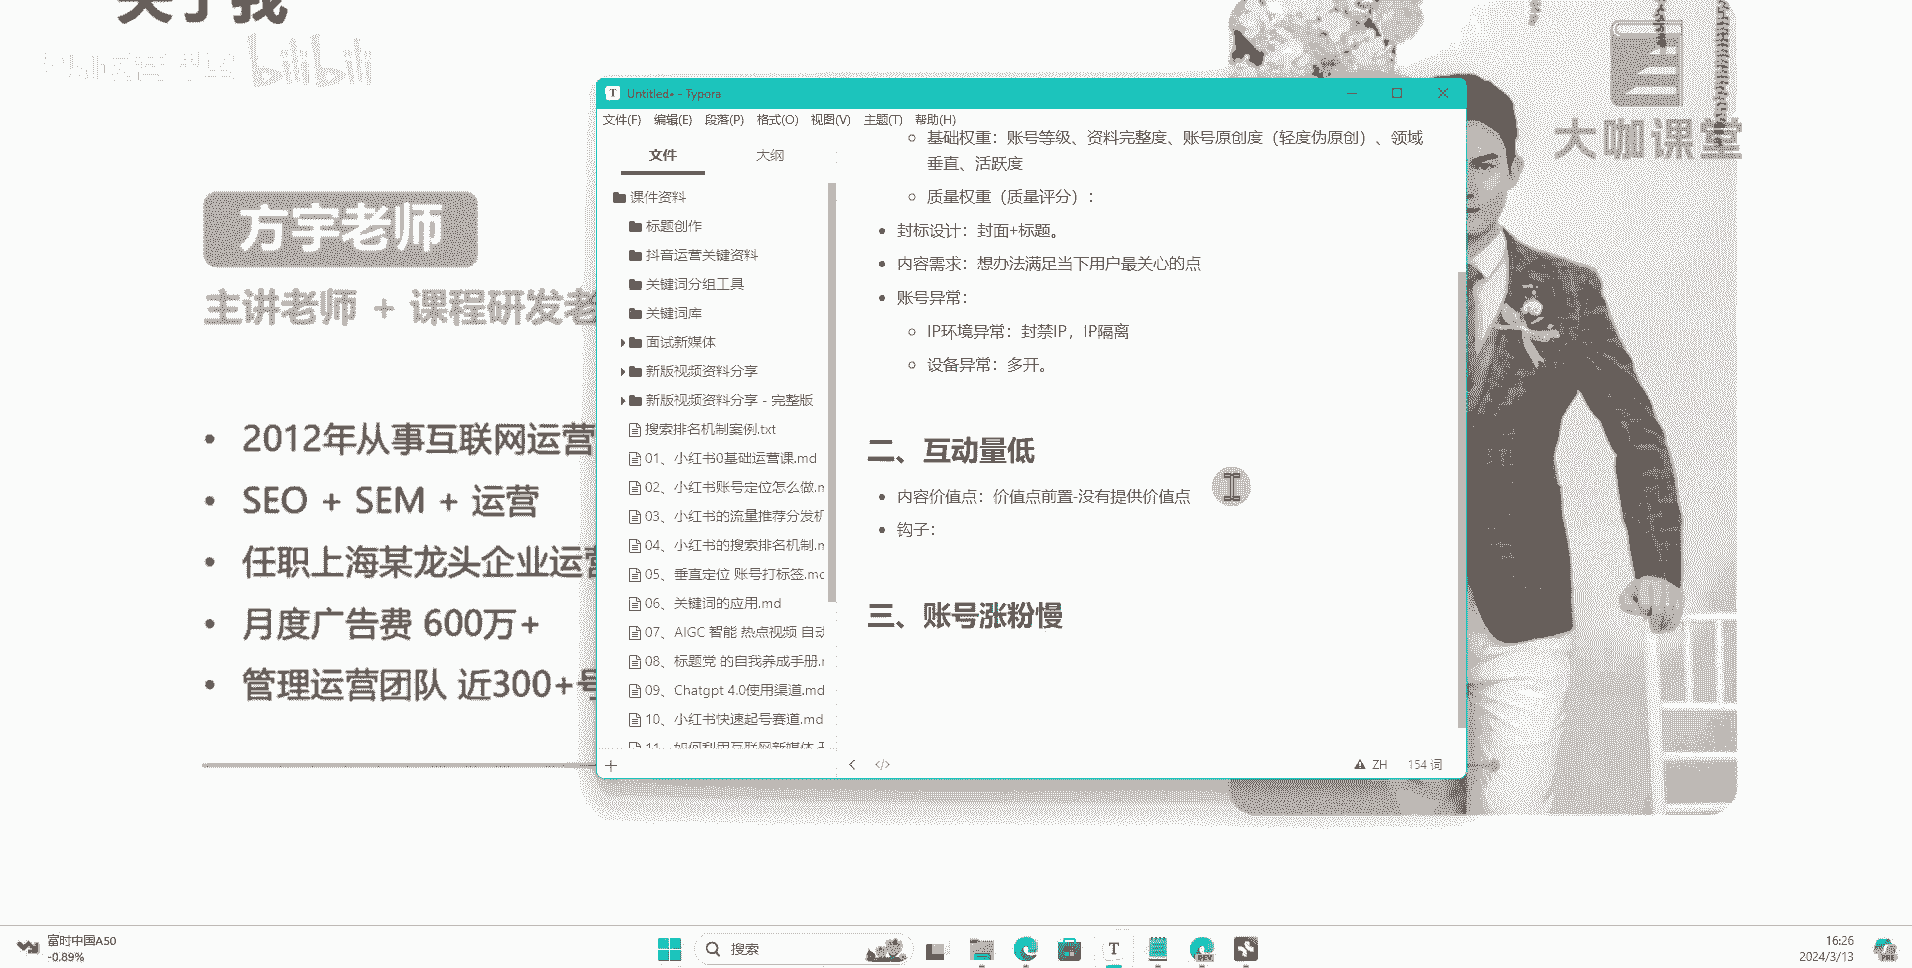 关于我
bilibili
大咖课堂
方宇老师
主讲老师 + 课程研发老
2012年从事互联网运营
SEO + SEM + 运营
任职上海某龙头企业运营
月度广告费 600万+
管理运营团队 近300+号
Untitled• - Typora
文件(F) 编辑(E) 段落(P) 格式(O) 视图(V) 主题(T) 帮助(H)
文件 大纲
课件资料
标题创作
抖音运营关键资料
关键词分组工具
关键词库
面试新媒体
新版视频资料分享
新版视频资料分享 - 完整版
搜索排名机制案例.txt
01、小红书0基础运营课.md
02、小红书账号定位怎么做.m
03、小红书的流量推荐分发机
04、小红书的搜索排名机制.m
05、垂直定位 账号打标签.mc
06、关键词的应用.md
07、AIGC 智能 热点视频 自动
08、标题党 的自我养成手册.r
09、Chatgpt 4.0使用渠道.md
10、小红书快速起号赛道.md
11、如何利用互联网新媒体
基础权重：账号等级、资料完整度、账号原创度（轻度伪原创）、领域
垂直、活跃度
质量权重（质量评分）：
封标设计：封面+标题。
内容需求：想办法满足当下用户最关心的点
账号异常：
IP环境异常：封禁IP，IP隔离
设备异常：多开。
二、互动量低
内容价值点：价值点前置-没有提供价值点
钩子：
三、账号涨粉慢
ZH 154 词
富时中国A50
-0.89%
搜索
16:26
2024/3/13